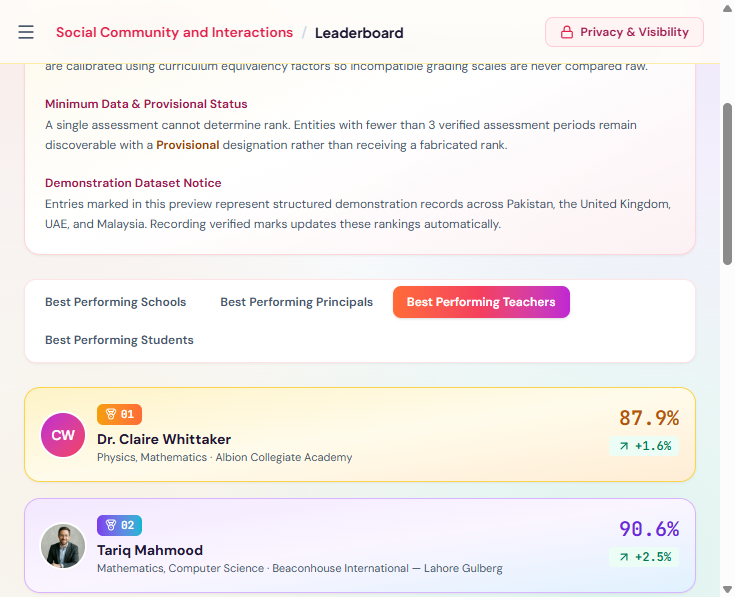 Social Community and Interactions / Leaderboard
Privacy & Visibility
are calibrated using curriculum equivalency factors so incompatible grading scales are never compared raw.
Minimum Data & Provisional Status
A single assessment cannot determine rank. Entities with fewer than 3 verified assessment periods remain
discoverable with a Provisional designation rather than receiving a fabricated rank.
Demonstration Dataset Notice
Entries marked in this preview represent structured demonstration records across Pakistan, the United Kingdom,
UAE, and Malaysia. Recording verified marks updates these rankings automatically.
Best Performing Schools
Best Performing Principals
Best Performing Teachers
Best Performing Students
CW
01
Dr. Claire Whittaker
Physics, Mathematics · Albion Collegiate Academy
87.9%
+1.6%
02
Tariq Mahmood
Mathematics, Computer Science · Beaconhouse International — Lahore Gulberg
90.6%
+2.5%